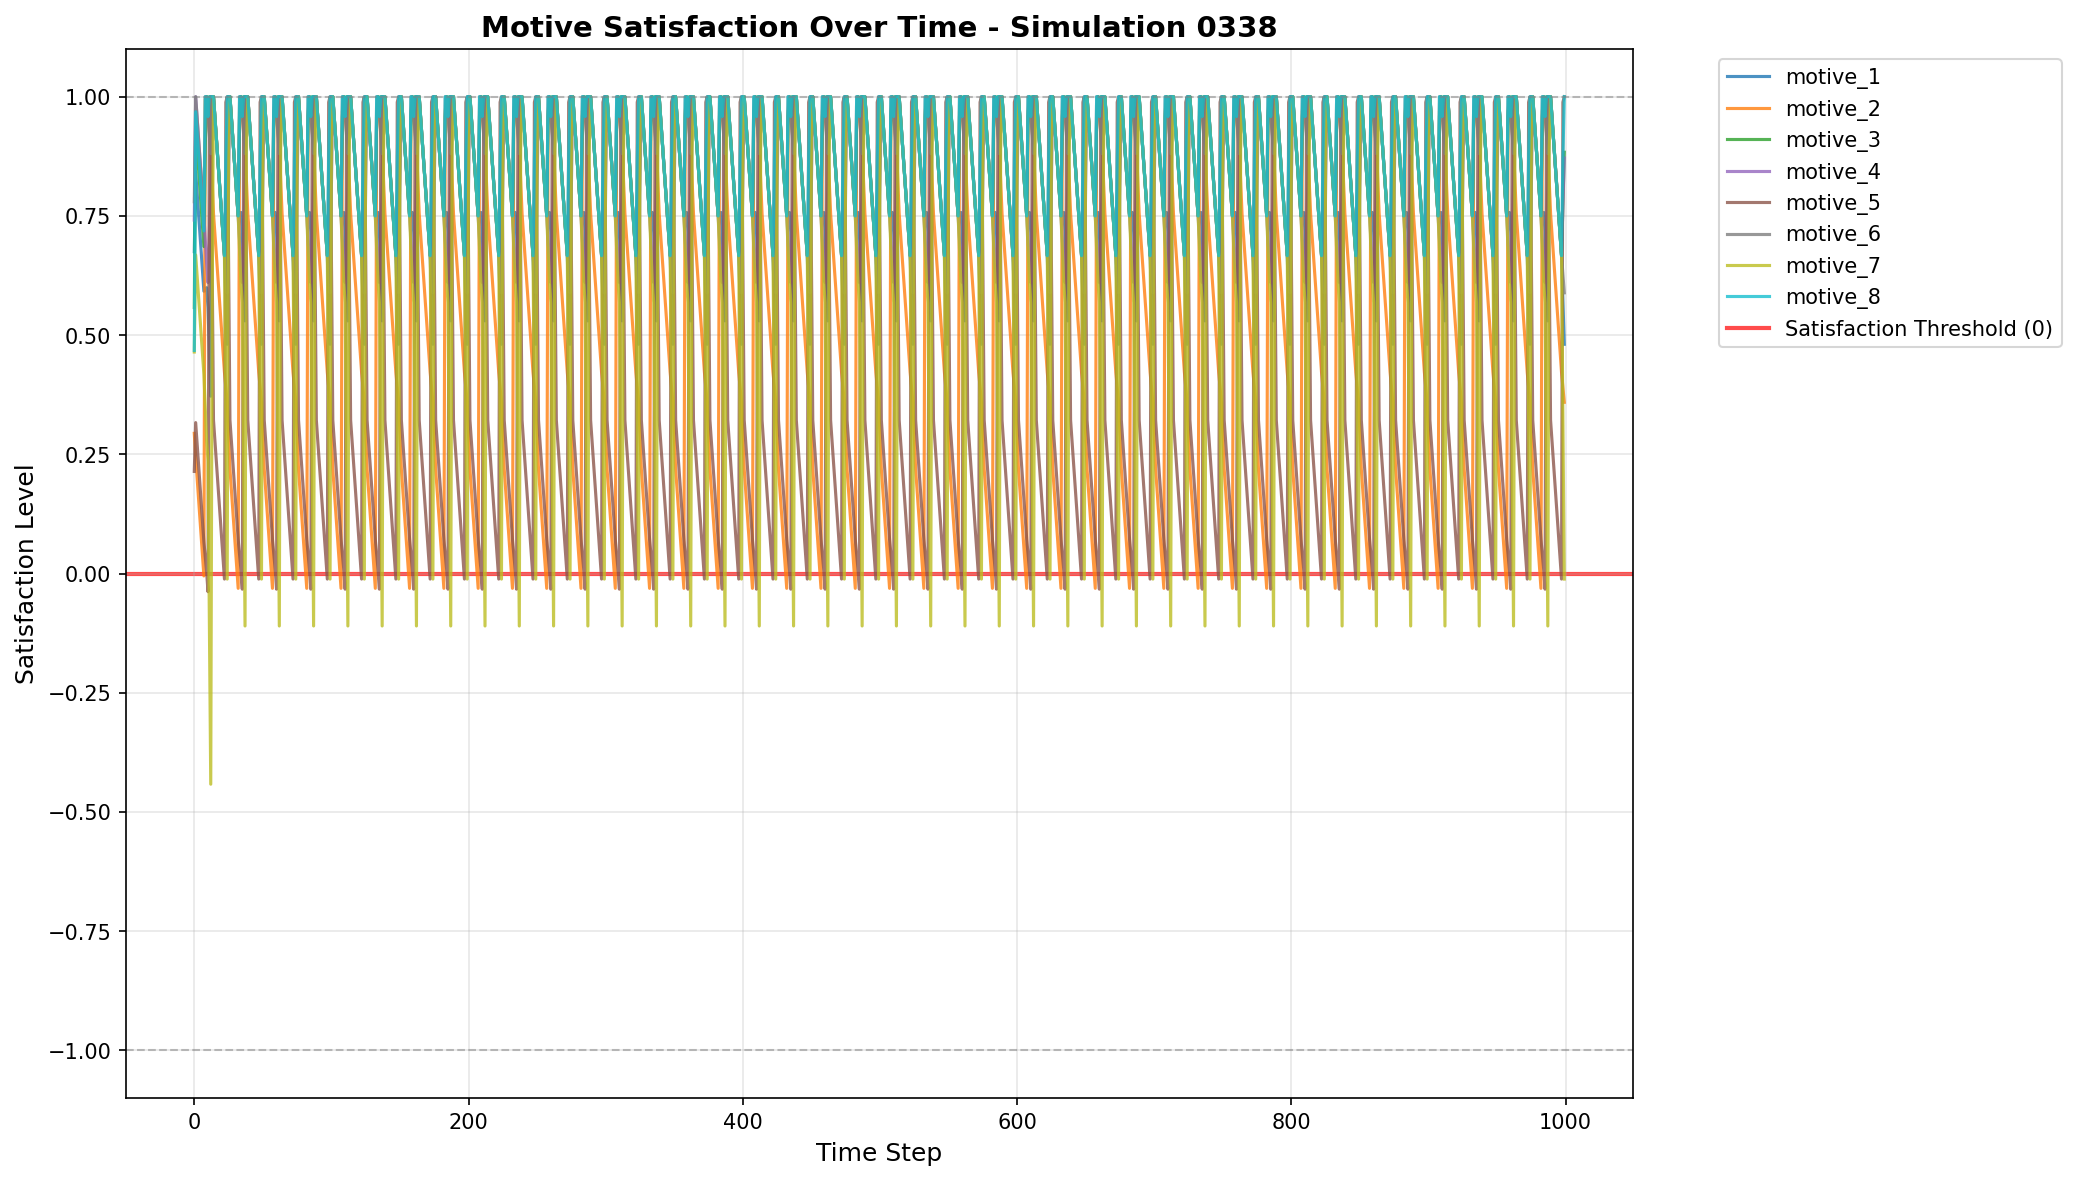 Motive Satisfaction Over Time - Simulation 0338
Satisfaction Level
1.00
0.75
0.50
0.25
0.00
−0.25
−0.50
−0.75
−1.00
0
200
400
600
800
1000
Time Step
motive_1
motive_2
motive_3
motive_4
motive_5
motive_6
motive_7
motive_8
Satisfaction Threshold (0)